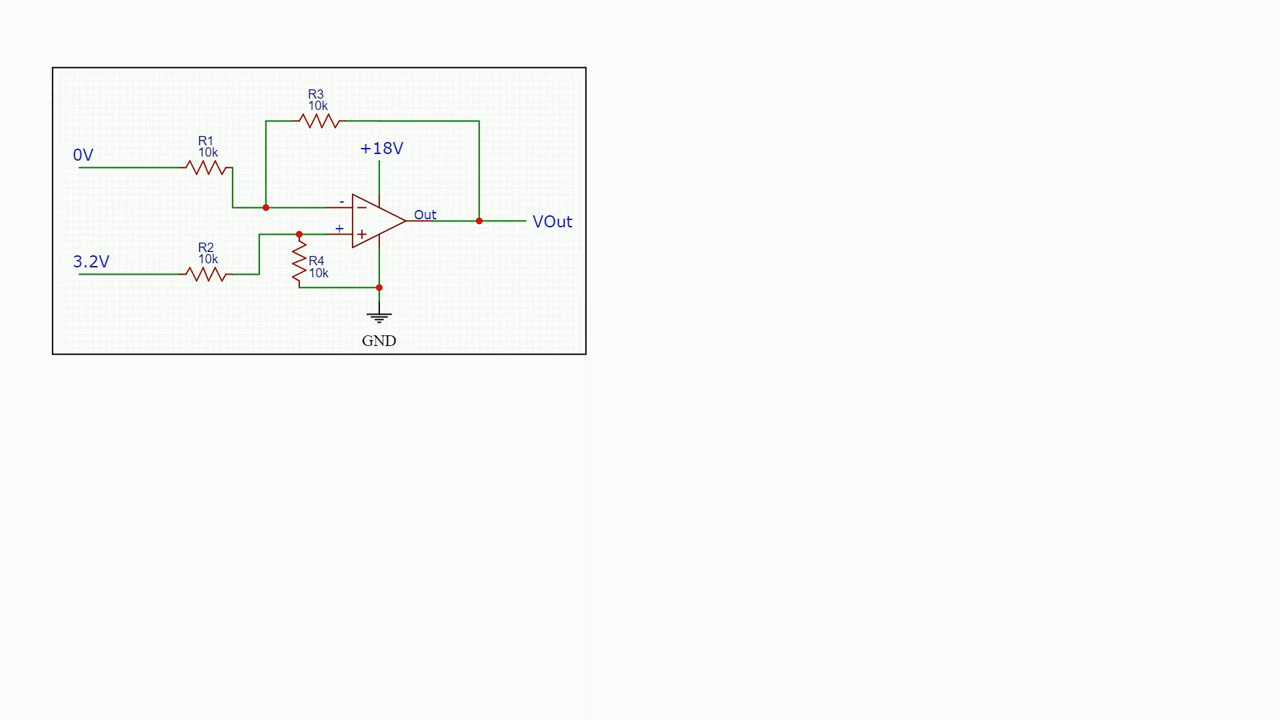 R3
10k
R1
10k
0V
+18V
-
Out
VOut
+
R2
10k
3.2V
R4
10k
GND